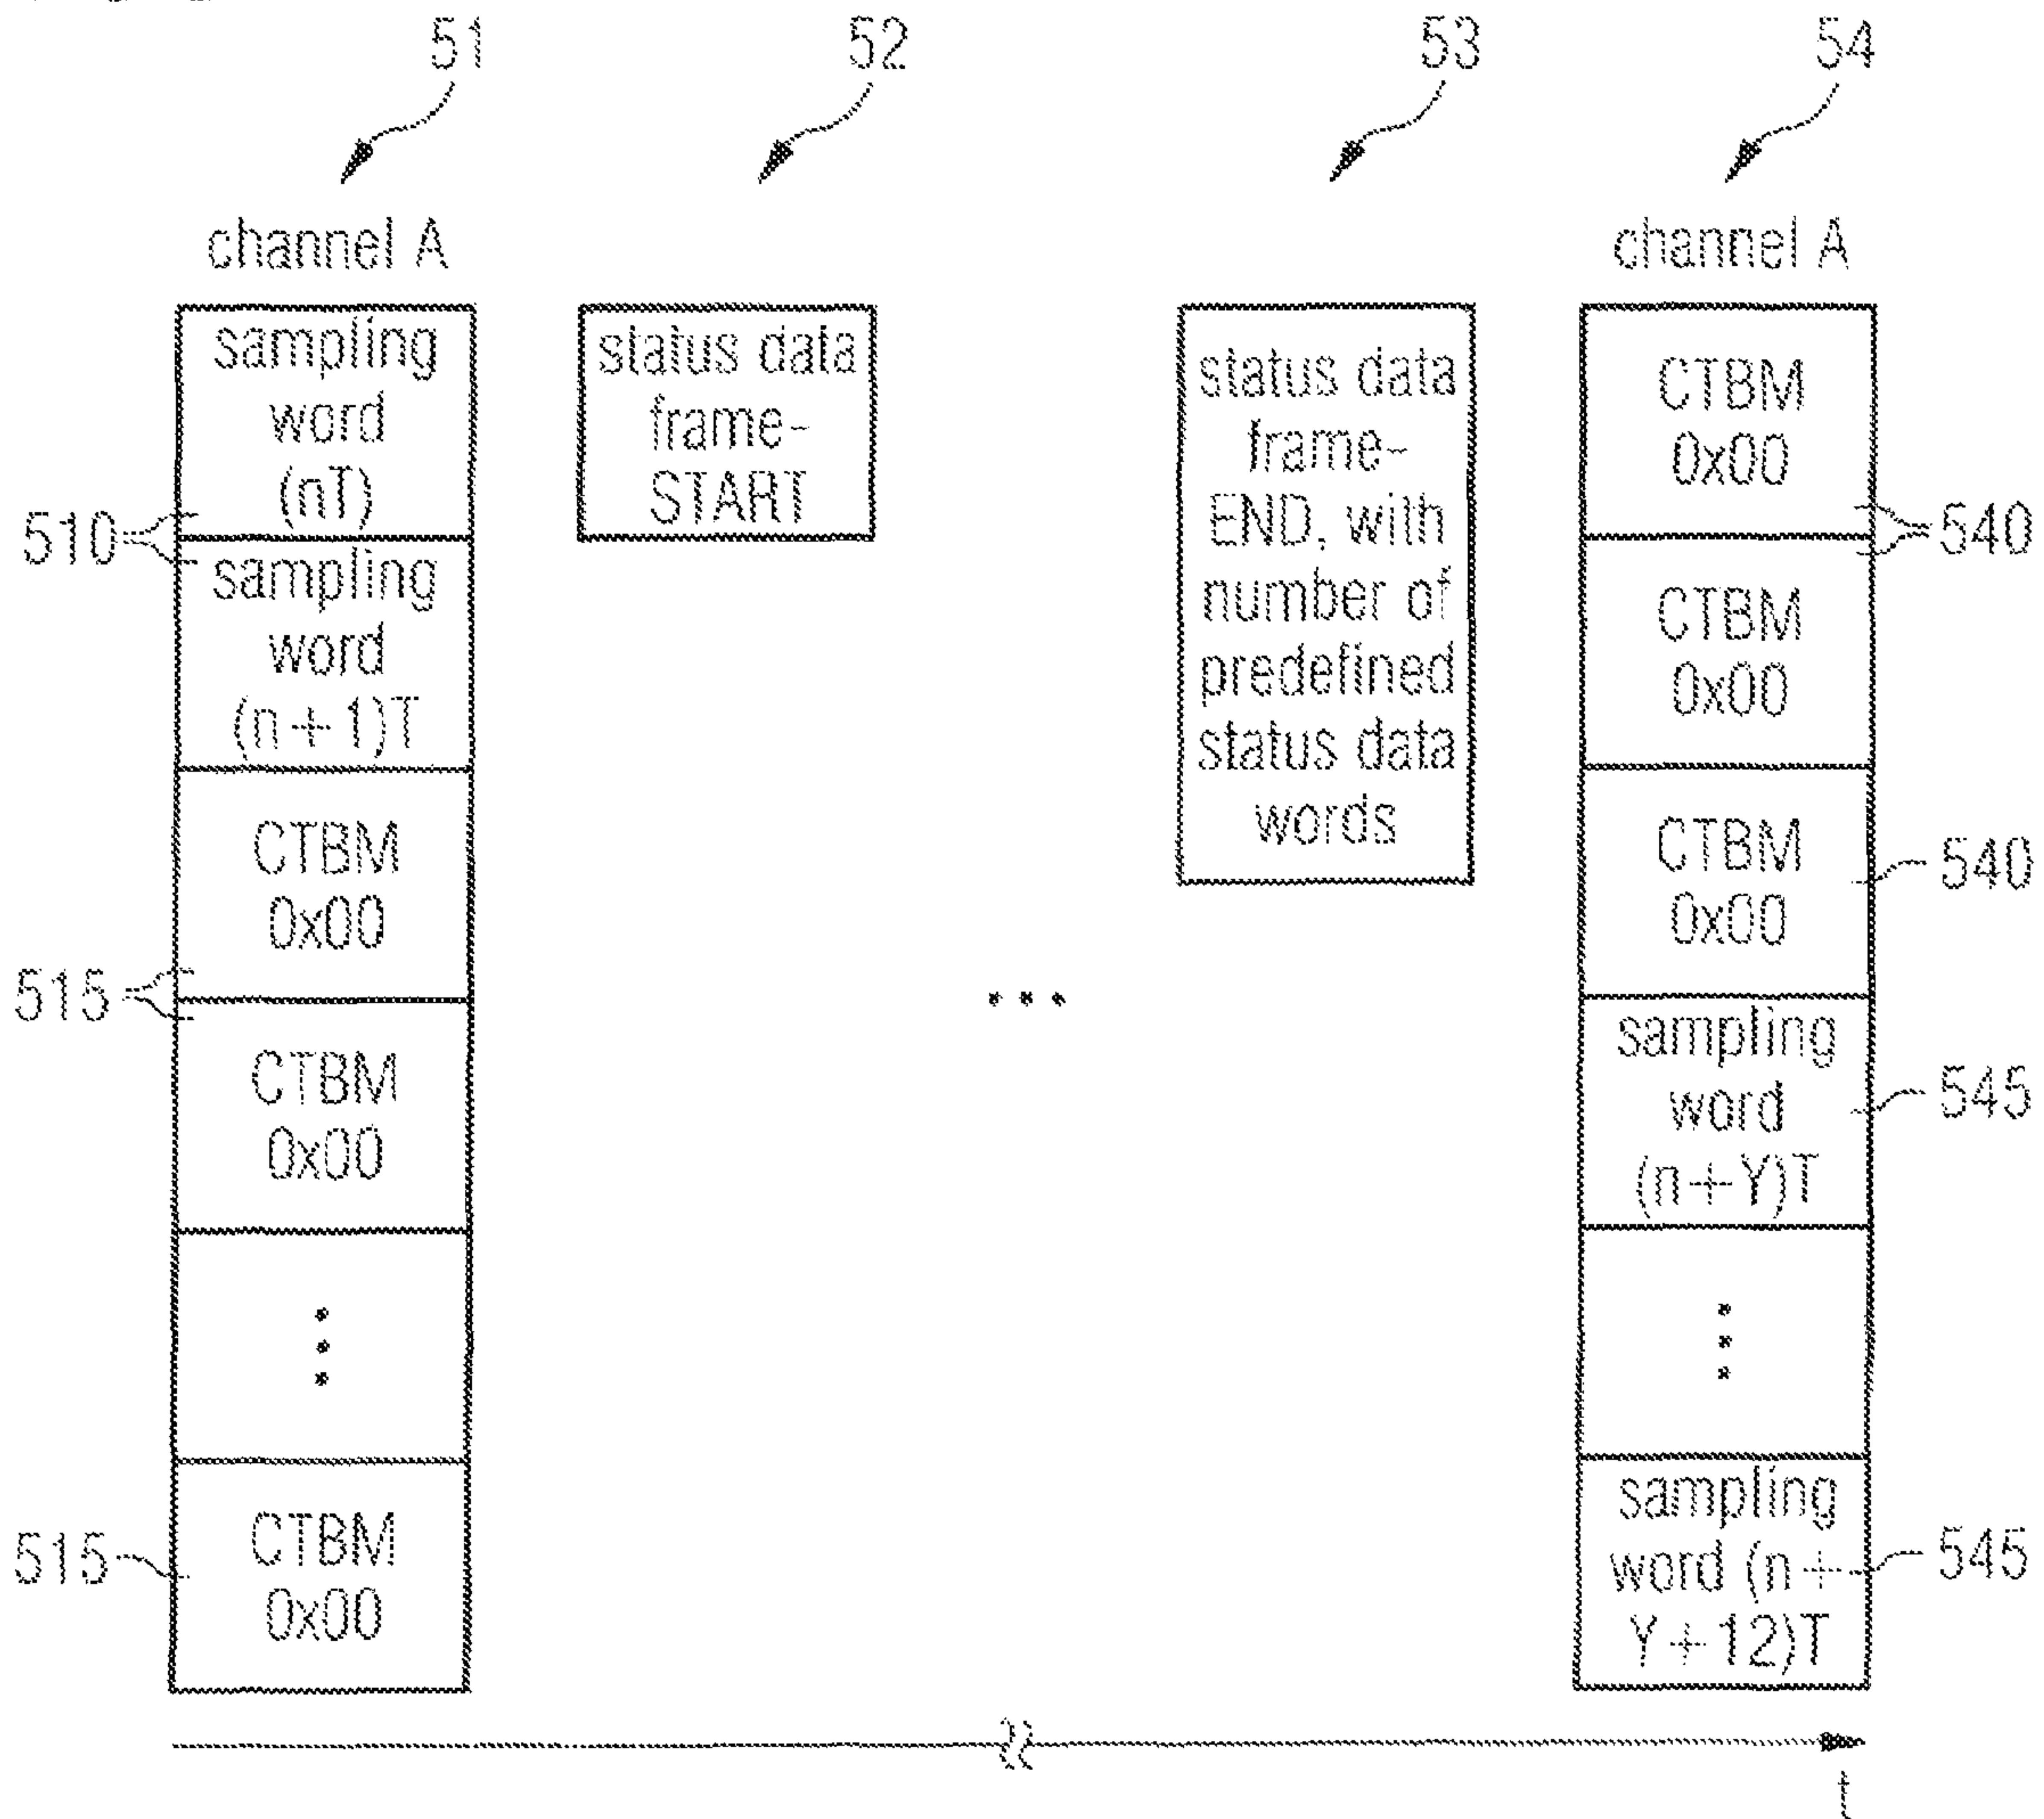 51
52
53
54
channel A
channel A
sampling
word
(nT)
510
sampling
word
(n+1)T
CTBM
0x00
515
CTBM
0x00
515
CTBM
0x00
status data
frame-
START
...
status data
frame-
END, with
number of
predefined
status data
words
CTBM
0x00
540
CTBM
0x00
CTBM
0x00
540
sampling
word
(n+Y)T
545
sampling
word (n+
Y+12)T
545
t